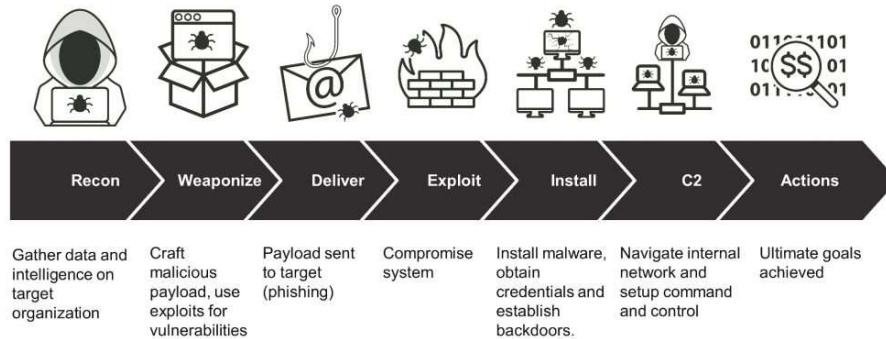 011011101
10 $$ 01
01 01
@
Recon
Weaponize
Deliver
Exploit
Install
C2
Actions
Gather data and
intelligence on
target
organization
Craft
malicious
payload, use
exploits for
vulnerabilities
Payload sent
to target
(phishing)
Compromise
system
Install malware,
obtain
credentials and
establish
backdoors.
Navigate internal
network and
setup command
and control
Ultimate goals
achieved